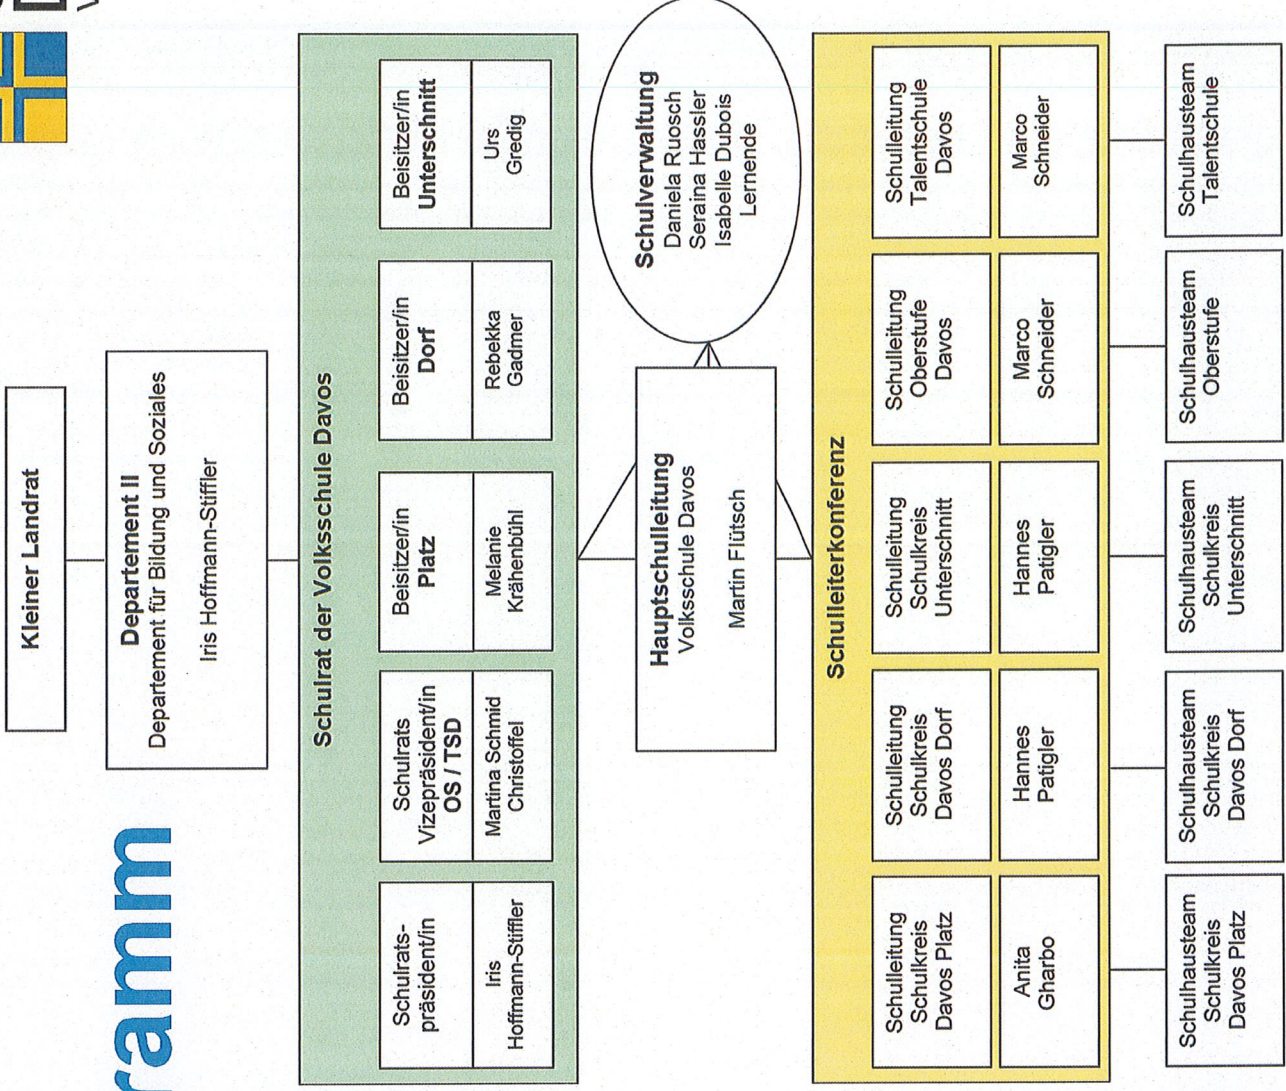 ramm
Kleiner Landrat
Departement II
Departement für Bildung und Soziales
Iris Hoffmann-Stiffler
Schulrat der Volksschule Davos
Schulrats-
präsident/in
Iris
Hoffmann-Stiffler
Schulrats
Vizepräsident/in
OS / TSD
Martina Schmid
Christoffel
Beisitzer/in
Platz
Melanie
Krähenbühl
Beisitzer/in
Dorf
Rebekka
Gadmer
Beisitzer/in
Unterschnitt
Urs
Gredig
Hauptschulleitung
Volksschule Davos
Martin Flütsch
Schulverwaltung
Daniela Ruosch
Seraina Hassler
Isabelle Dubois
Lernende
Schulleiterkonferenz
Schulleitung
Schulkreis
Davos Platz
Anita
Gharbo
Schulleitung
Schulkreis
Davos Dorf
Hannes
Patigler
Schulleitung
Schulkreis
Unterschnitt
Hannes
Patigler
Schulleitung
Oberstufe
Davos
Marco
Schneider
Schulleitung
Talentschule
Davos
Marco
Schneider
Schulhausteam
Schulkreis
Davos Platz
Schulhausteam
Schulkreis
Davos Dorf
Schulhausteam
Schulkreis
Unterschnitt
Schulhausteam
Oberstufe
Schulhausteam
Talentschule